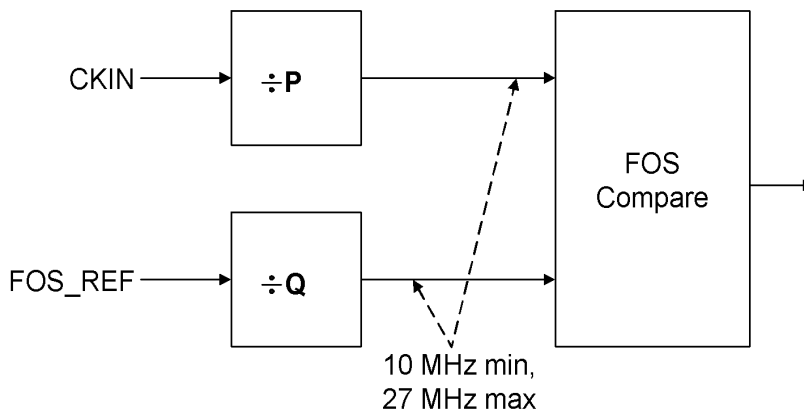 CKIN
÷P
FOS
Compare
FOS_REF
÷Q
10 MHz min,
27 MHz max